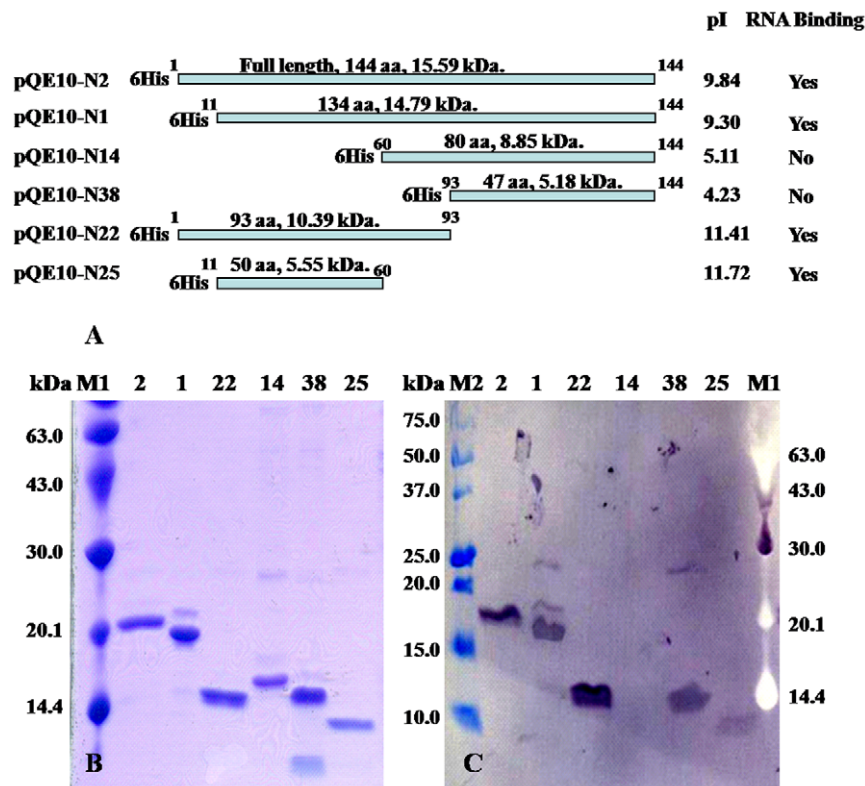 pI RNA Binding
1 Full length, 144 aa, 15.59 kDa. 144
pQE10-N2 6His 9.84 Yes
11 134 aa, 14.79 kDa. 144
pQE10-N1 6His 9.30 Yes
60 80 aa, 8.85 kDa. 144
pQE10-N14 6His 5.11 No
93 47 aa, 5.18 kDa. 144
pQE10-N38 6His 4.23 No
1 93 aa, 10.39 kDa. 93
pQE10-N22 6His 11.41 Yes
11 50 aa, 5.55 kDa. 60
pQE10-N25 6His 11.72 Yes
A
kDa M1 2 1 22 14 38 25
63.0
43.0
30.0
20.1
14.4
B
kDa M2 2 1 22 14 38 25 M1
75.0
50.0
37.0
25.0
20.0
15.0
10.0
63.0
43.0
30.0
20.1
14.4
C